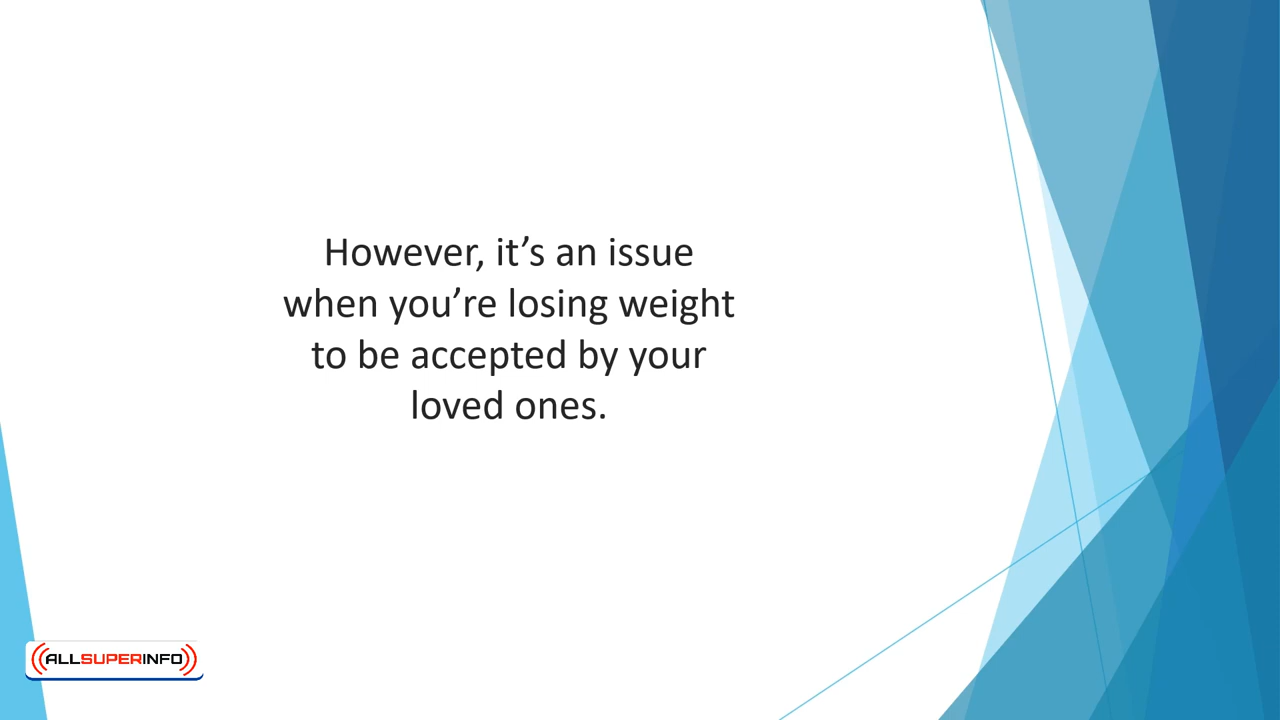 However, it’s an issue
when you’re losing weight
to be accepted by your
loved ones.
ALLSUPERINFO